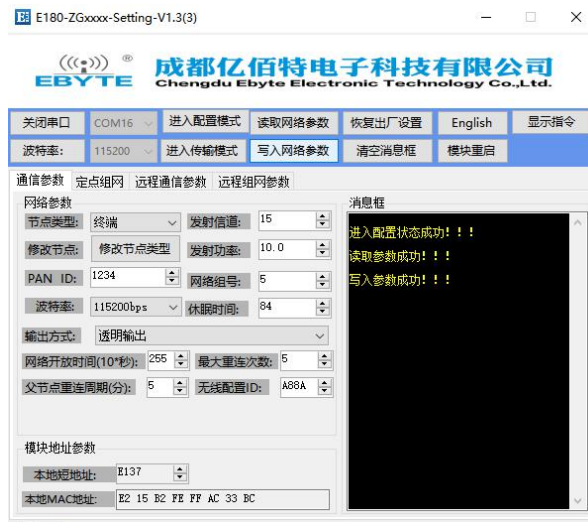 E180-ZGxxxx-Setting-V1.3(3)
EBYTE ®
成都亿佰特电子科技有限公司
Chengdu Ebyte Electronic Technology Co.,Ltd.
关闭串口 COM16 进入配置模式 读取网络参数 恢复出厂设置 English 显示指令
波特率: 115200 进入传输模式 写入网络参数 清空消息框 模块重启
通信参数 定点组网 远程通信参数 远程组网参数
网络参数
节点类型: 终端 发射信道: 15
修改节点: 修改节点类型 发射功率: 10.0
PAN ID: 1234 网络组号: 5
波特率: 115200bps 休眠时间: 84
输出方式: 透明输出
网络开放时间(10*秒): 255 最大重连次数: 5
父节点重连周期(分): 5 无线配置ID: A88A
模块地址参数
本地短地址: E137
本地MAC地址: E2 15 B2 FE FF AC 33 BC
消息框
进入配置状态成功!!!
读取参数成功!!!
写入参数成功!!!